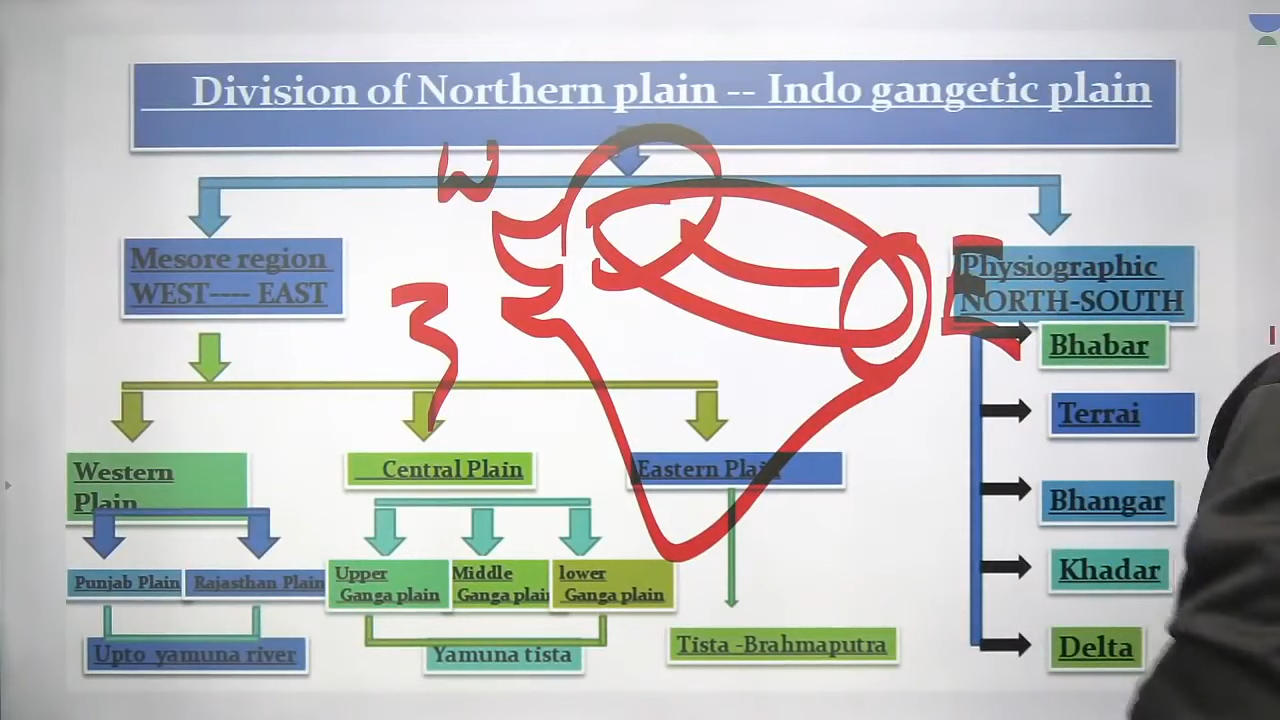 Division of Northern plain -- Indo gangetic plain
W
Mesore region
WEST---- EAST
3
E
Physiographic
NORTH-SOUTH
Bhabar
Terrai
Bhangar
Khadar
Delta
Western
Plain
Central Plain
Eastern Plain
Punjab Plain
Rajasthan Plain
Upper
Ganga plain
Middle
Ganga plain
lower
Ganga plain
Upto yamuna river
Yamuna tista
Tista -Brahmaputra